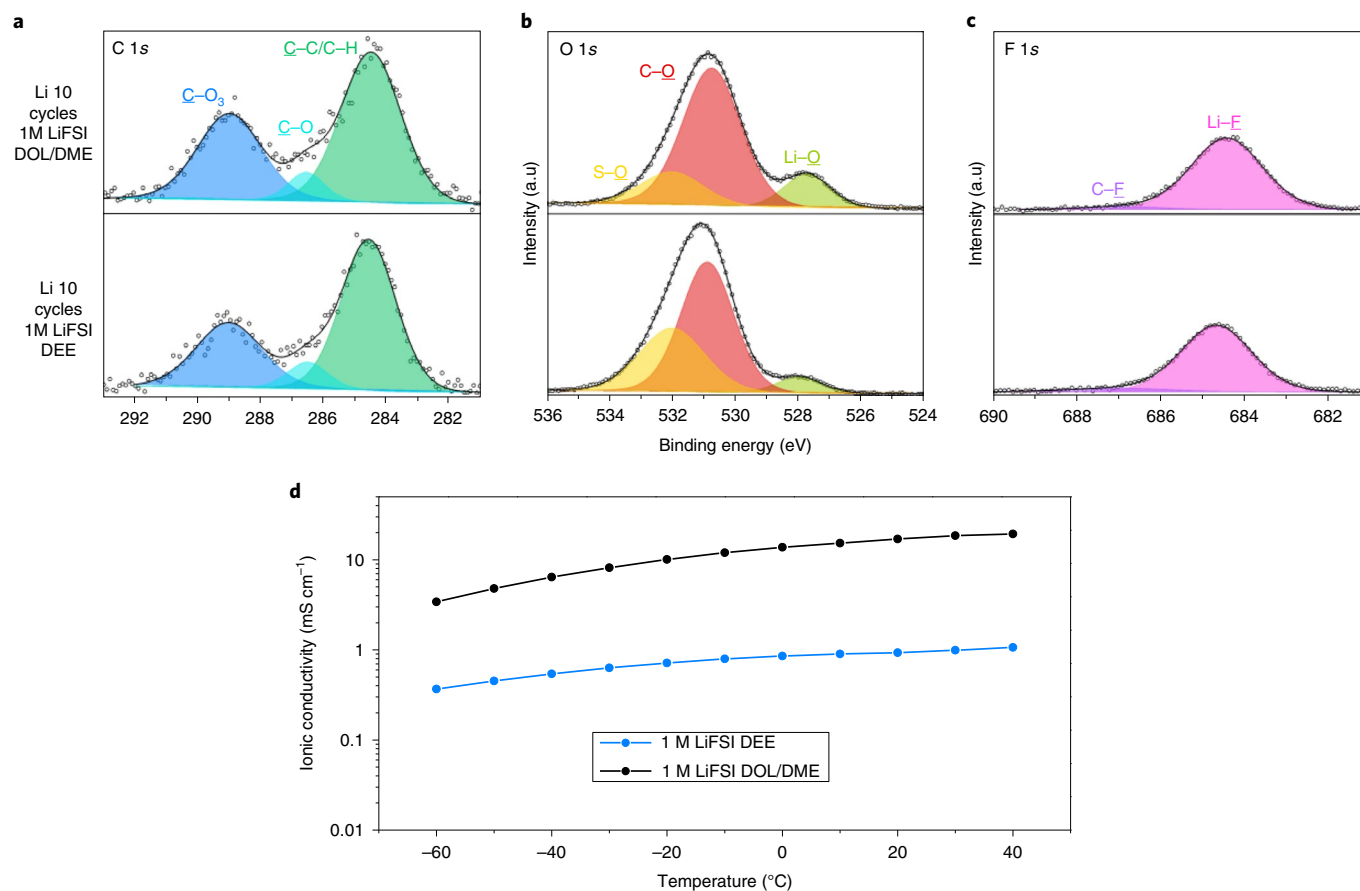 a
C 1s
C–C/C–H
C–O3
C–O
Li 10
cycles
1M LiFSI
DOL/DME
Li 10
cycles
1M LiFSI
DEE
292 290 288 286 284 282
b
O 1s
C–O
S–O
Li–O
Intensity (a.u)
536 534 532 530 528 526 524
Binding energy (eV)
c
F 1s
Li–F
C–F
Intensity (a.u)
690 688 686 684 682
d
Ionic conductivity (mS cm−1)
10
1
0.1
0.01
1 M LiFSI DEE
1 M LiFSI DOL/DME
–60 –40 –20 0 20 40
Temperature (°C)